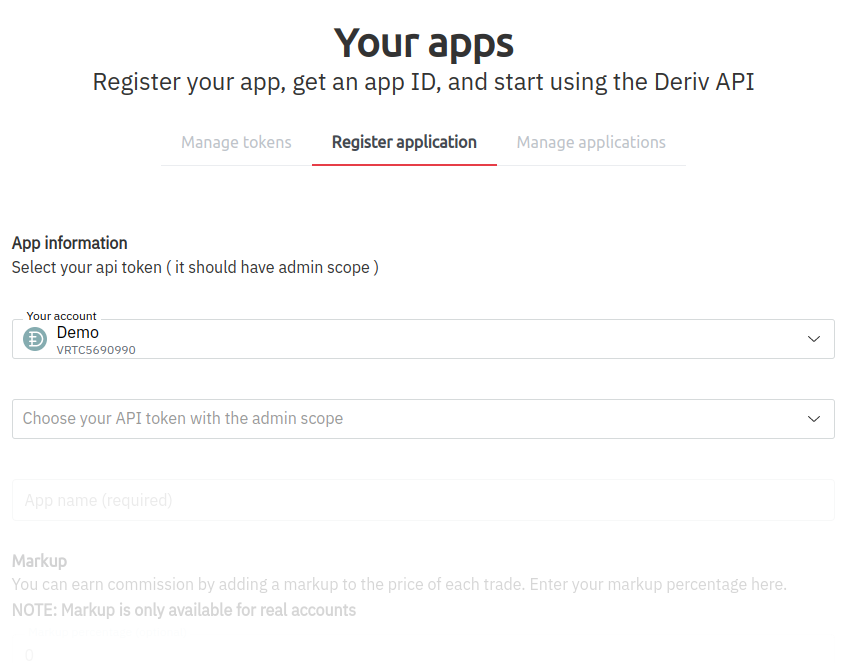 Your apps
Register your app, get an app ID, and start using the Deriv API
Manage tokens Register application Manage applications
App information
Select your api token ( it should have admin scope )
Your account
Demo
VRTC5690990
Choose your API token with the admin scope
App name (required)
Markup
You can earn commission by adding a markup to the price of each trade. Enter your markup percentage here.
NOTE: Markup is only available for real accounts
0